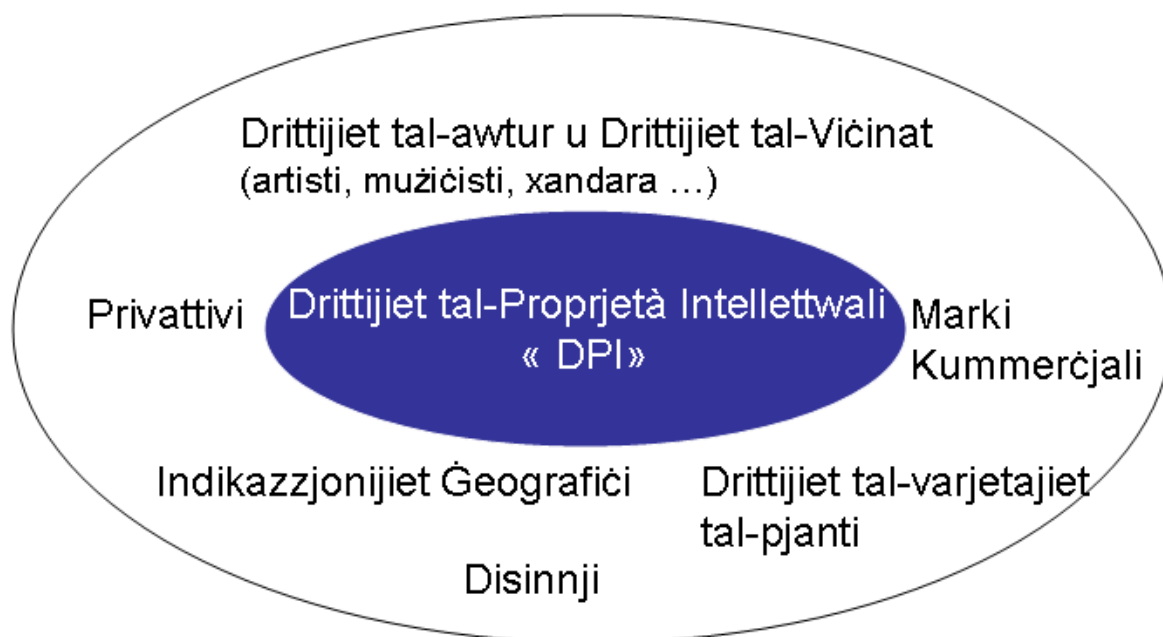 Drittijiet tal-awtur u Drittijiet tal-Viċinat
(artisti, mużiċisti, xandara ...)
Privattivi
Drittijiet tal-Proprjetà Intellettwali
« DPI»
Marki
Kummerċjali
Indikazzjonijiet Ġeografiċi
Drittijiet tal-varjetajiet
tal-pjanti
Disinnji